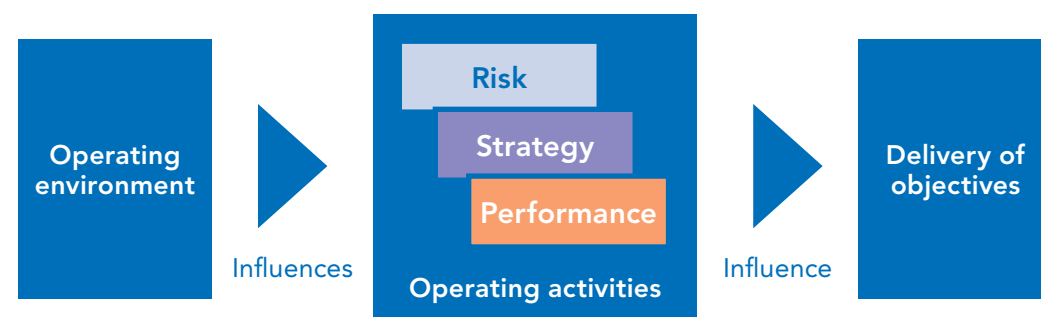 Operating
environment
Influences
Risk
Strategy
Performance
Operating activities
Influence
Delivery of
objectives